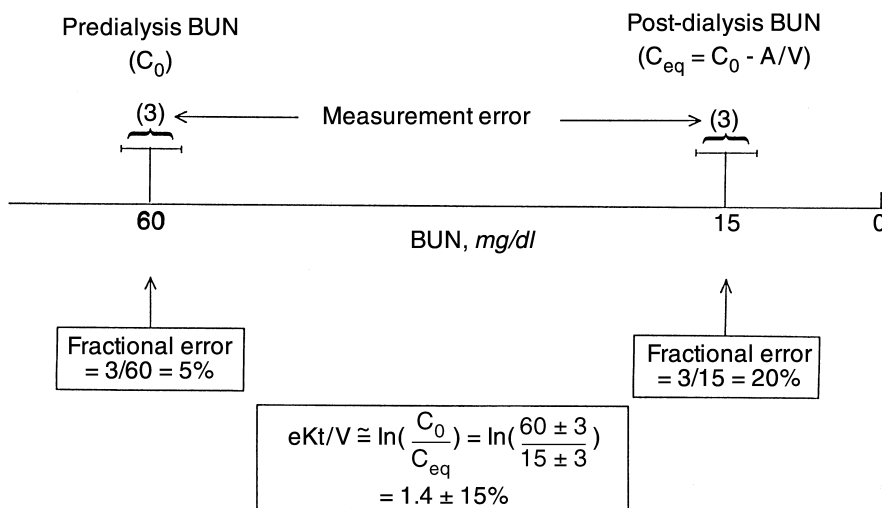 Predialysis BUN
(C₀)
Post-dialysis BUN
(Cₑq = C₀ - A/V)
(3)
Measurement error
(3)
60
15
0
BUN, mg/dl
Fractional error
= 3/60 = 5%
Fractional error
= 3/15 = 20%
eKt/V ≅ ln( C₀ / Cₑq ) = ln( 60 ± 3 / 15 ± 3 )
= 1.4 ± 15%